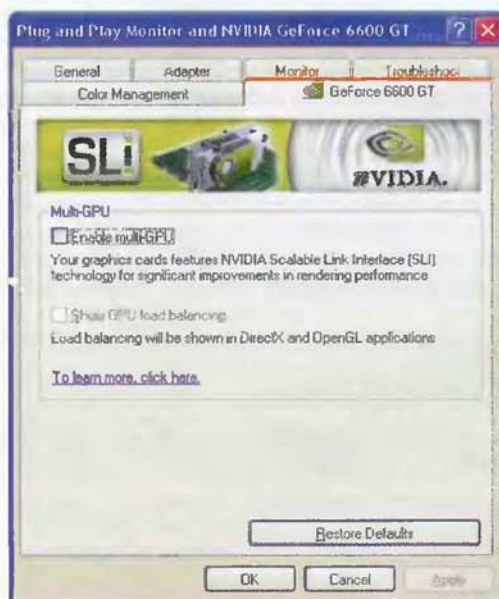 Plug and Play Monitor and NVIDIA GeForce 6600 GT
General Adapter Monitor Troubleshoot
Color Management GeForce 6600 GT
SLI NVIDIA.
Multi-GPU
Enable multi-GPU
Your graphics cards features NVIDIA Scalable Link Interface (SLI)
technology for significant improvements in rendering performance
Show GPU load balancing
Load balancing will be shown in DirectX and OpenGL applications
To learn more, click here.
Restore Defaults
OK Cancel Apply